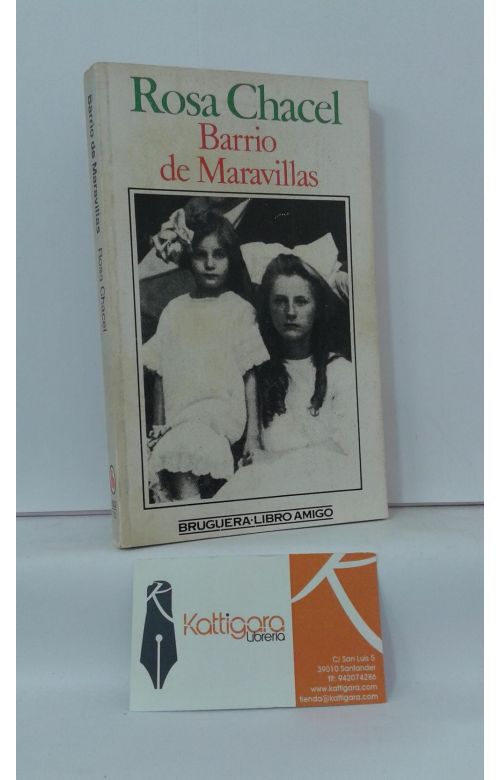 Rosa Chacel
Barrio
de Maravillas
Barrio de Maravillas Rosa Chacel
BRUGUERA-LIBRO AMIGO
Kattigara
Librería
C/ San Luis 5
39010 Santander
tlf: 942074286
www.kattigara.com
tienda@kattigara.com